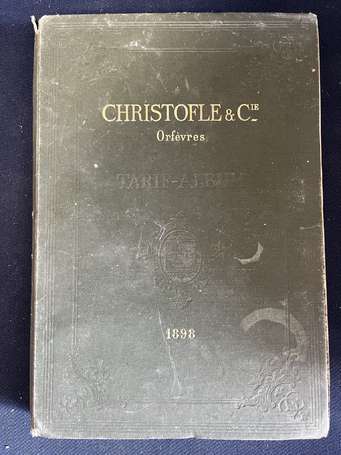 CHRISTOFLE & CIE
Orfèvres
TARIF-ALBUM
1898